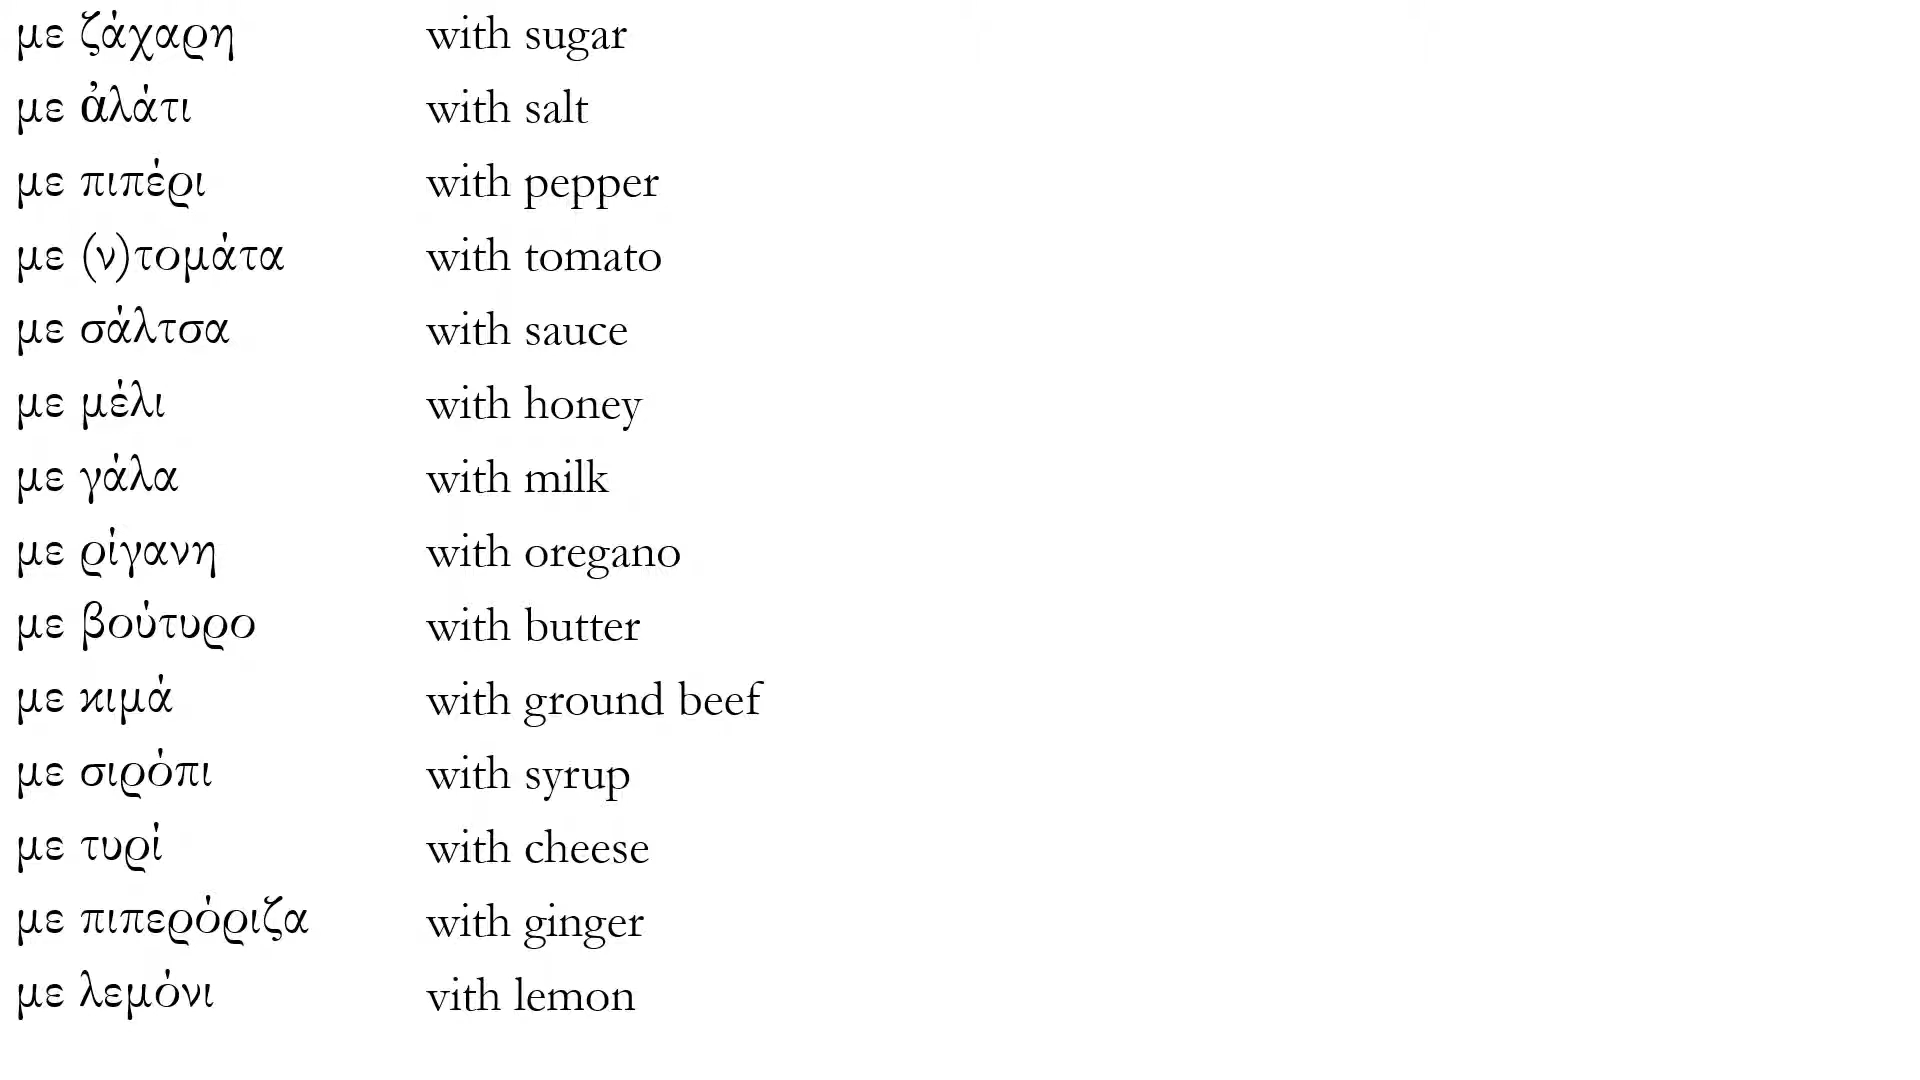 με ζάχαρη with sugar
με ἀλάτι with salt
με πιπέρι with pepper
με (ν)τομάτα with tomato
με σάλτσα with sauce
με μέλι with honey
με γάλα with milk
με ρίγανη with oregano
με βούτυρο with butter
με κιμά with ground beef
με σιρόπι with syrup
με τυρί with cheese
με πιπερόριζα with ginger
με λεμόνι vith lemon